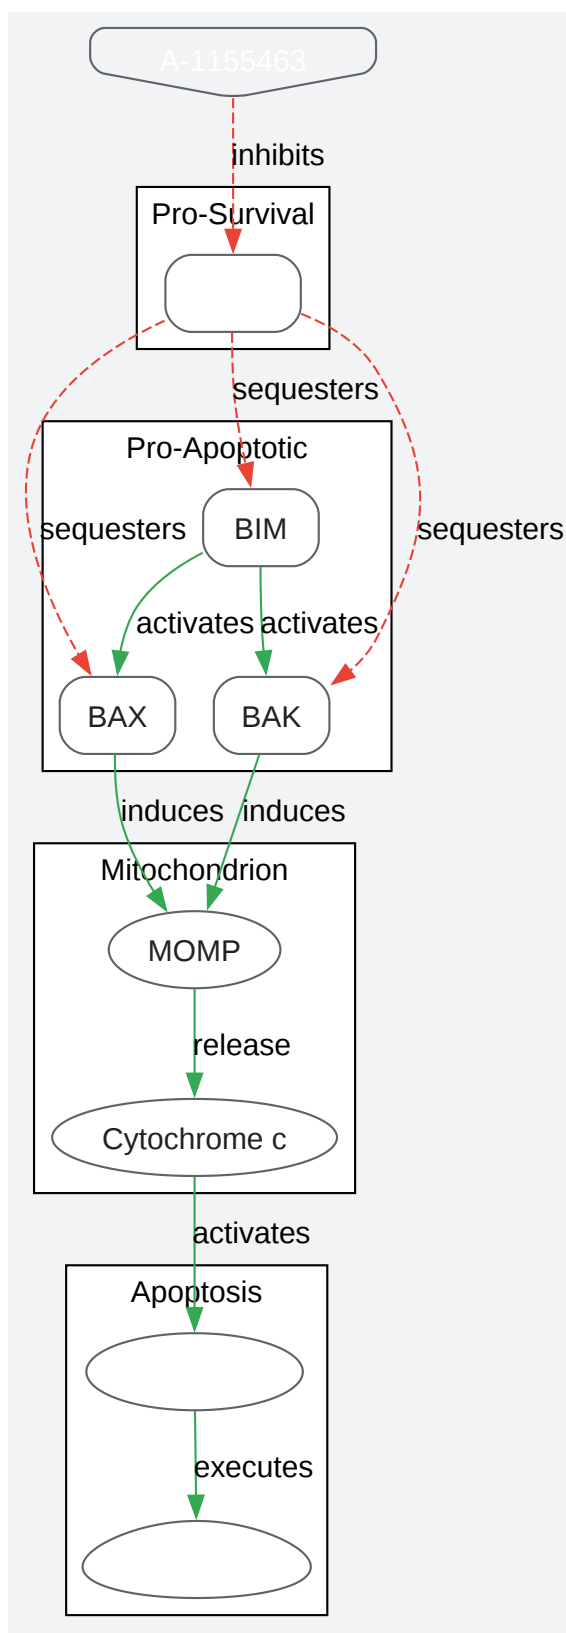 A-1155463
inhibits
Pro-Survival
sequesters
Pro-Apoptotic
BIM
sequesters
sequesters
activates
activates
BAX
BAK
induces
induces
Mitochondrion
MOMP
release
Cytochrome c
activates
Apoptosis
executes